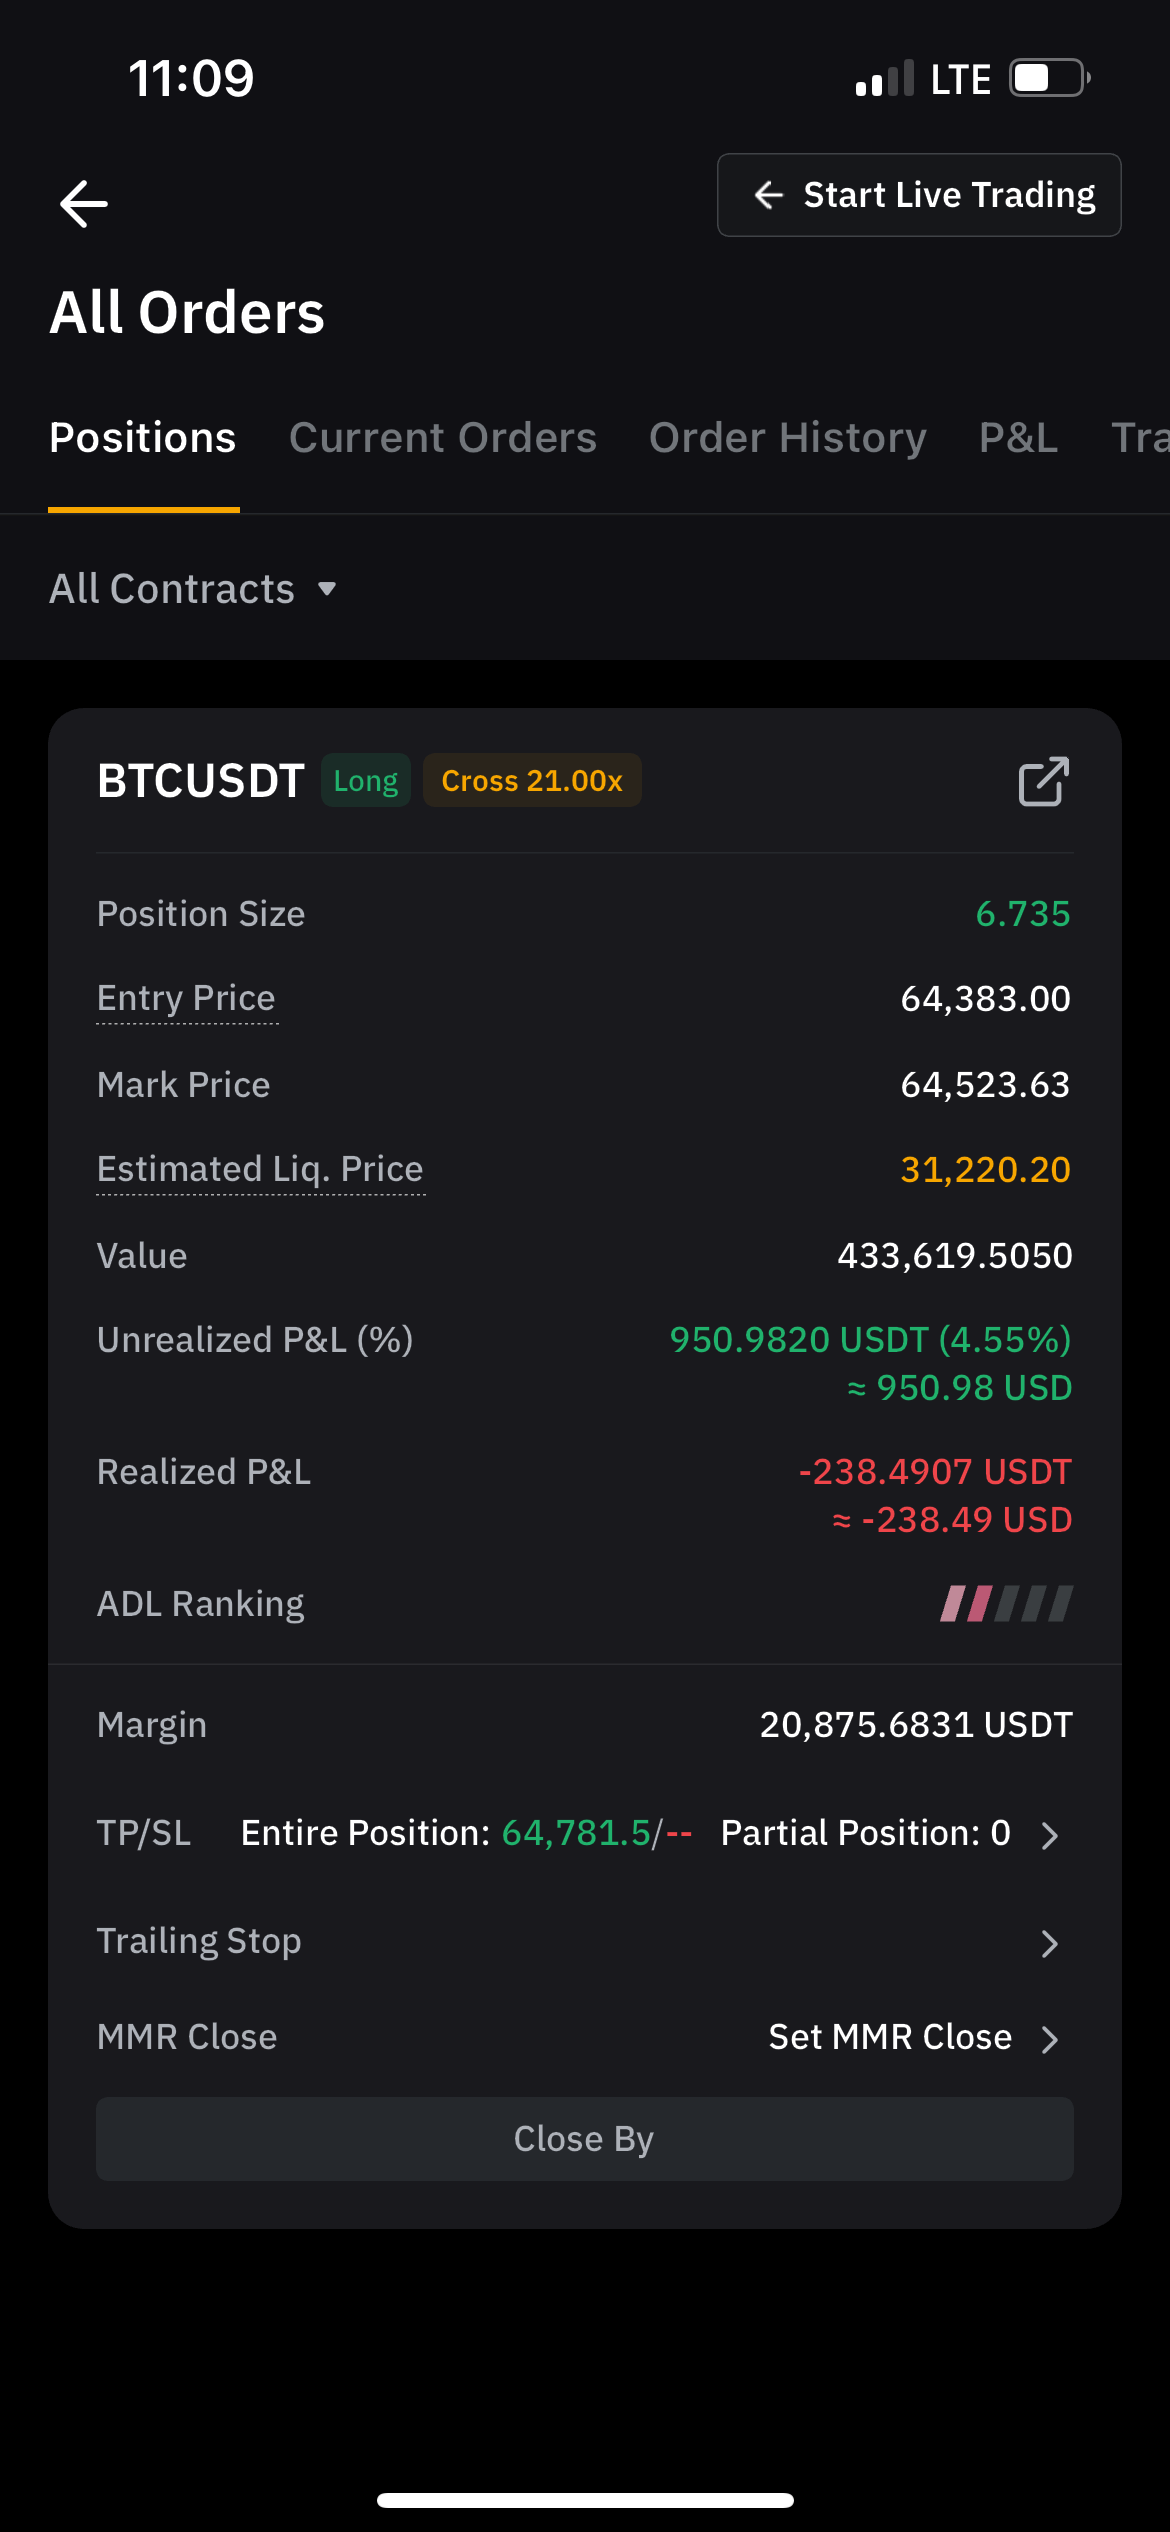 11:09
LTE
Start Live Trading
All Orders
Positions Current Orders Order History P&L Tra
All Contracts
BTCUSDT Long Cross 21.00x
Position Size 6.735
Entry Price 64,383.00
Mark Price 64,523.63
Estimated Liq. Price 31,220.20
Value 433,619.5050
Unrealized P&L (%) 950.9820 USDT (4.55%)
≈ 950.98 USD
Realized P&L -238.4907 USDT
≈ -238.49 USD
ADL Ranking
Margin 20,875.6831 USDT
TP/SL Entire Position: 64,781.5/-- Partial Position: 0
Trailing Stop
MMR Close Set MMR Close
Close By